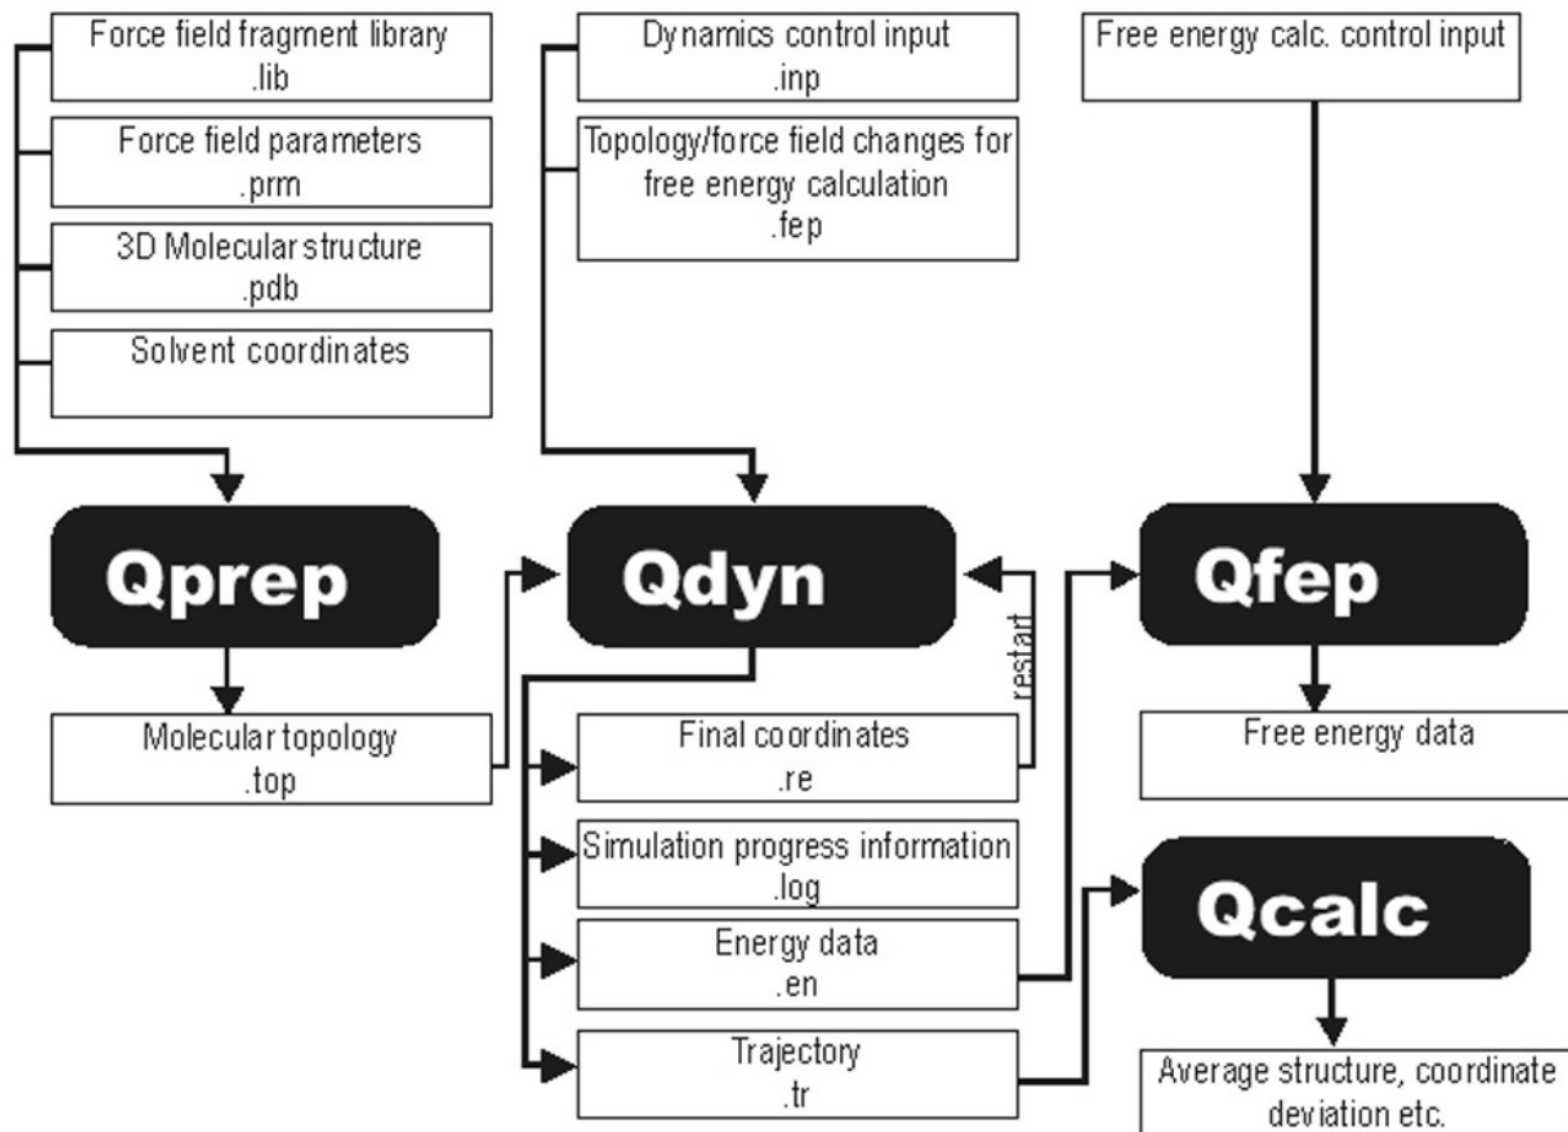 Force field fragment library
.lib
Force field parameters
.prm
3D Molecular structure
.pdb
Solvent coordinates
Dynamics control input
.inp
Topology/force field changes for
free energy calculation
.fep
Free energy calc. control input
Qprep
Qdyn
Qfep
restart
Molecular topology
.top
Final coordinates
.re
Simulation progress information
.log
Energy data
.en
Trajectory
.tr
Free energy data
Qcalc
Average structure, coordinate
deviation etc.